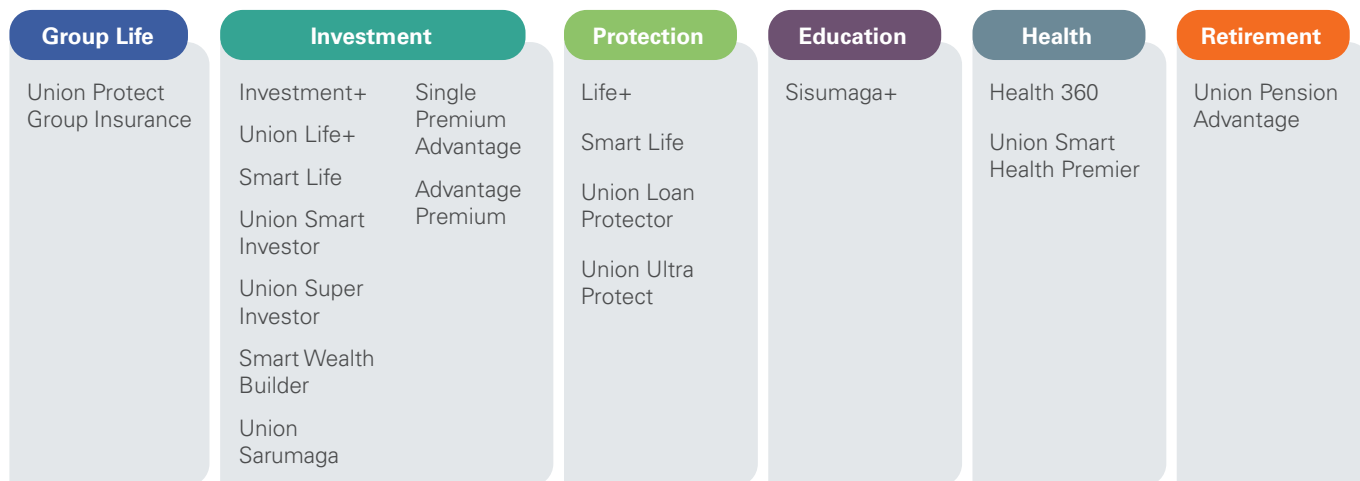 Group Life
Union Protect
Group Insurance
Investment
Investment+
Union Life+
Smart Life
Union Smart
Investor
Union Super
Investor
Smart Wealth
Builder
Union
Sarumaga
Single
Premium
Advantage
Advantage
Premium
Protection
Life+
Smart Life
Union Loan
Protector
Union Ultra
Protect
Education
Sisumaga+
Health
Health 360
Union Smart
Health Premier
Retirement
Union Pension
Advantage